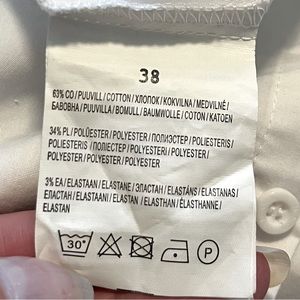 38
63% CO / PUUVILL / COTTON / ХЛОПОК / KOKVILNA / MEDVILNĖ /
БАВОВНА / PUUVILLA / BOMULL / BAUMWOLLE / COTON / KATOEN
34% PL / POLÜESTER / POLYESTER / ПОЛИЭСТЕР / POLIESTERIS /
POLIESTERIS / ПОЛІЕСТЕР / POLYESTERI / POLYESTER /
POLYESTER / POLYESTER / POLYESTER
3% EA / ELASTAAN / ELASTANE / ЭЛАСТАН / ELASTĀNS / ELASTANAS /
ЕЛАСТАН / ELASTAANI / ELASTAN / ELASTHAN / ÉLASTHANNE /
ELASTAN
30°
P